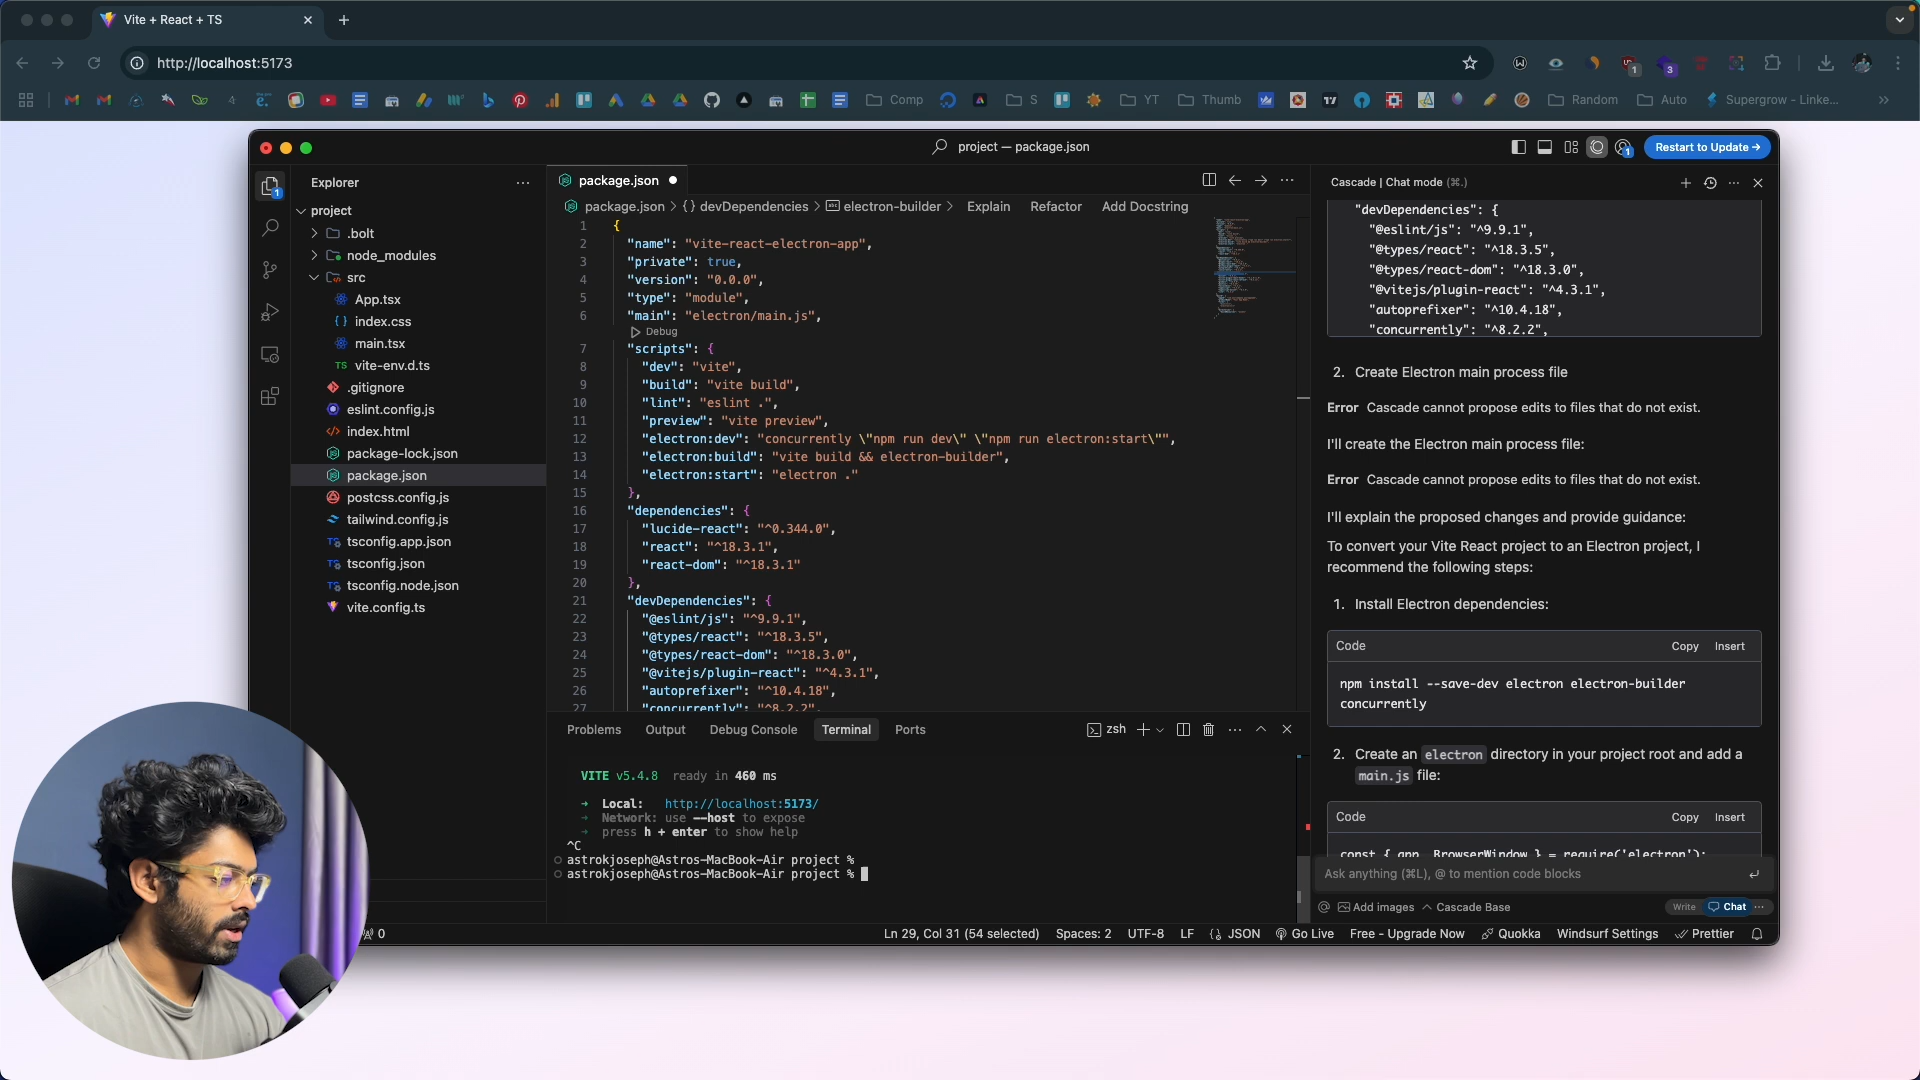 Vite + React + TS
http://localhost:5173
Comp
S
YT
Thumb
Random
Auto
Supergrow - Linke...
project — package.json
Restart to Update →
Explorer
project
.bolt
node_modules
src
App.tsx
index.css
main.tsx
vite-env.d.ts
.gitignore
eslint.config.js
index.html
package-lock.json
package.json
postcss.config.js
tailwind.config.js
tsconfig.app.json
tsconfig.json
tsconfig.node.json
vite.config.ts
package.json
package.json > {} devDependencies > electron-builder > Explain Refactor Add Docstring
1 {
2 "name": "vite-react-electron-app",
3 "private": true,
4 "version": "0.0.0",
5 "type": "module",
6 "main": "electron/main.js",
Debug
7 "scripts": {
8 "dev": "vite",
9 "build": "vite build",
10 "lint": "eslint .",
11 "preview": "vite preview",
12 "electron:dev": "concurrently \"npm run dev\" \"npm run electron:start\"",
13 "electron:build": "vite build && electron-builder",
14 "electron:start": "electron ."
15 },
16 "dependencies": {
17 "lucide-react": "^0.344.0",
18 "react": "^18.3.1",
19 "react-dom": "^18.3.1"
20 },
21 "devDependencies": {
22 "@eslint/js": "^9.9.1",
23 "@types/react": "^18.3.5",
24 "@types/react-dom": "^18.3.0",
25 "@vitejs/plugin-react": "^4.3.1",
26 "autoprefixer": "^10.4.18",
27 "concurrently": "^8.2.2",
Problems Output Debug Console Terminal Ports
zsh
VITE v5.4.8 ready in 460 ms
➜ Local: http://localhost:5173/
➜ Network: use --host to expose
➜ press h + enter to show help
^C
astrokjoseph@Astros-MacBook-Air project %
astrokjoseph@Astros-MacBook-Air project %
Cascade | Chat mode (⌘.)
"devDependencies": {
"@eslint/js": "^9.9.1",
"@types/react": "^18.3.5",
"@types/react-dom": "^18.3.0",
"@vitejs/plugin-react": "^4.3.1",
"autoprefixer": "^10.4.18",
"concurrently": "^8.2.2",
2. Create Electron main process file
Error Cascade cannot propose edits to files that do not exist.
I'll create the Electron main process file:
Error Cascade cannot propose edits to files that do not exist.
I'll explain the proposed changes and provide guidance:
To convert your Vite React project to an Electron project, I
recommend the following steps:
1. Install Electron dependencies:
Code Copy Insert
npm install --save-dev electron electron-builder
concurrently
2. Create an electron directory in your project root and add a
main.js file:
Code Copy Insert
const { app, BrowserWindow } = require('electron');
Ask anything (⌘L), @ to mention code blocks
Add images Cascade Base
Write Chat
0
Ln 29, Col 31 (54 selected) Spaces: 2 UTF-8 LF JSON Go Live Free - Upgrade Now Quokka Windsurf Settings Prettier